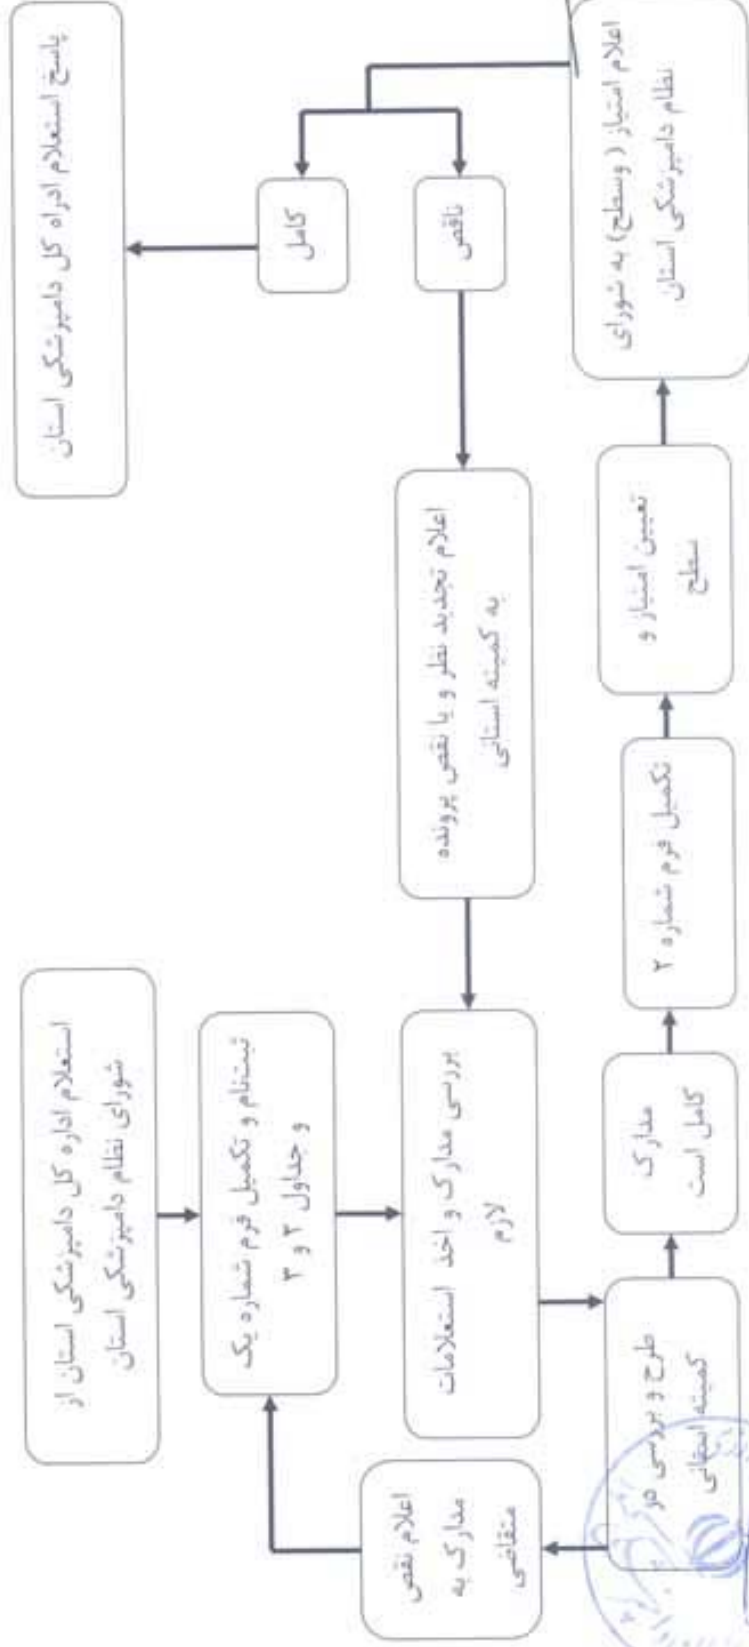 استعلام اداره کل دامپزشکی استان از
شورای نظام دامپزشکی استان
ثبت‌نام و تکمیل فرم شماره یک
و جداول ۲ و ۳
بررسی مدارک و اخذ استعلامات
لازم
طرح و بررسی در
کمیته استانی
اعلام نقص
مدارک به
متقاضی
مدارک
کامل است
تکمیل فرم شماره ۲
تعیین امتیاز و
سطح
اعلام امتیاز ( وسطح) به شورای
نظام دامپزشکی استان
ناقص
کامل
اعلام تجدید نظر و یا نقص پرونده
به کمیته استانی
پاسخ استعلام ادراه کل دامپزشکی استان